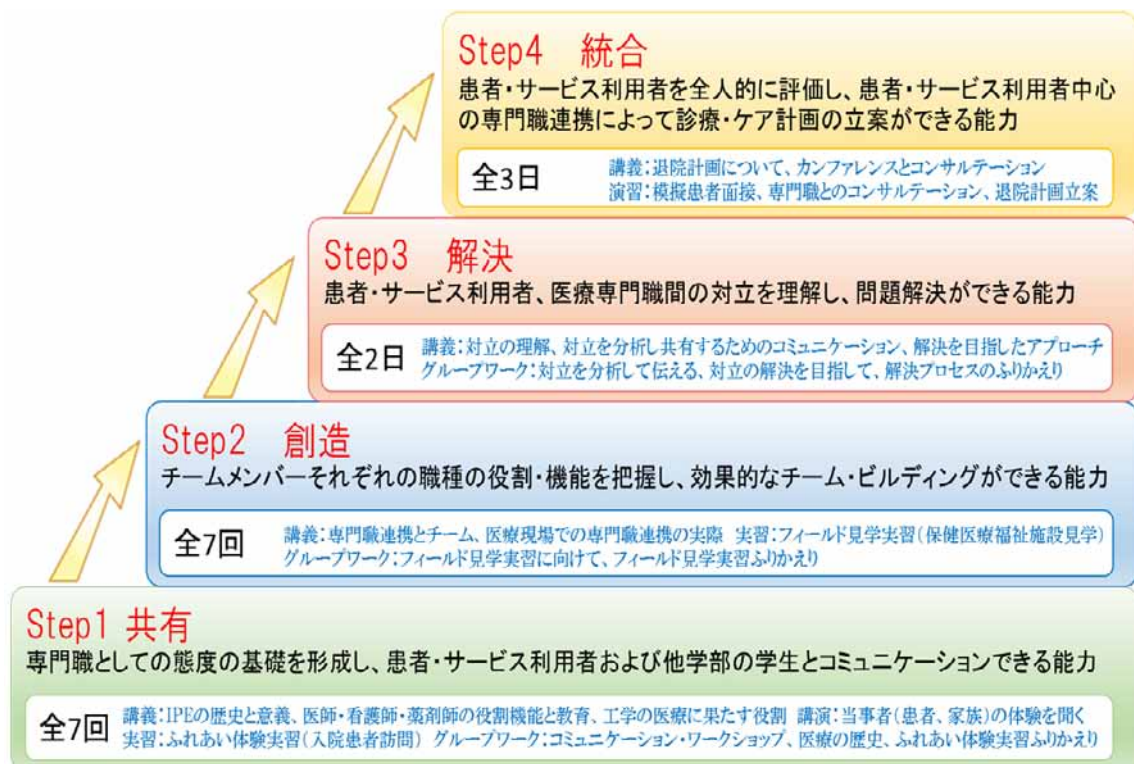 Step4 統合
患者・サービス利用者を全人的に評価し、患者・サービス利用者中心
の専門職連携によって診療・ケア計画の立案ができる能力
全3日
講義：退院計画について、カンファレンスとコンサルテーション
演習：模擬患者面接、専門職とのコンサルテーション、退院計画立案
Step3 解決
患者・サービス利用者、医療専門職間の対立を理解し、問題解決ができる能力
全2日
講義：対立の理解、対立を分析し共有するためのコミュニケーション、解決を目指したアプローチ
グループワーク：対立を分析して伝える、対立の解決を目指して、解決プロセスのふりかえり
Step2 創造
チームメンバーそれぞれの職種の役割・機能を把握し、効果的なチーム・ビルディングができる能力
全7回
講義：専門職連携とチーム、医療現場での専門職連携の実際 実習：フィールド見学実習（保健医療福祉施設見学）
グループワーク：フィールド見学実習に向けて、フィールド見学実習ふりかえり
Step1 共有
専門職としての態度の基礎を形成し、患者・サービス利用者および他学部の学生とコミュニケーションできる能力
全7回
講義：IPEの歴史と意義、医師・看護師・薬剤師の役割機能と教育、工学の医療に果たす役割 講演：当事者（患者、家族）の体験を聞く
実習：ふれあい体験実習（入院患者訪問） グループワーク：コミュニケーション・ワークショップ、医療の歴史、ふれあい体験実習ふりかえり